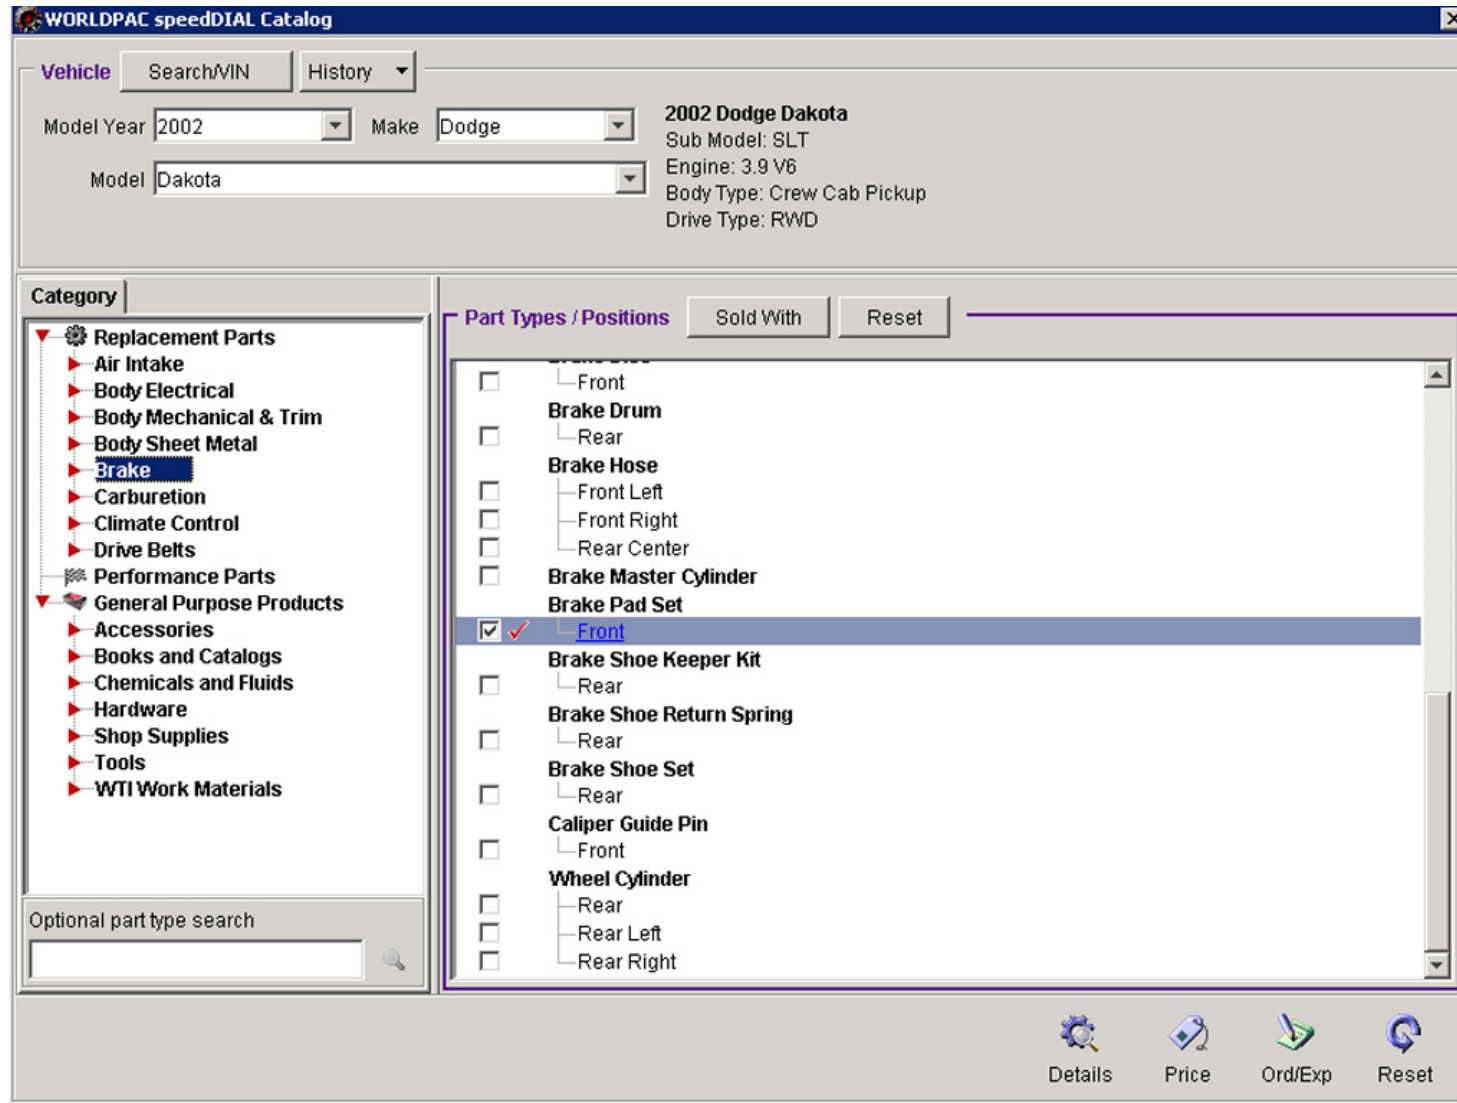 WORLDPAC speedDIAL Catalog
Vehicle
Search/VIN
History
Model Year 2002
Make Dodge
Model Dakota
2002 Dodge Dakota
Sub Model: SLT
Engine: 3.9 V6
Body Type: Crew Cab Pickup
Drive Type: RWD
Category
Replacement Parts
Air Intake
Body Electrical
Body Mechanical & Trim
Body Sheet Metal
Brake
Carburetion
Climate Control
Drive Belts
Performance Parts
General Purpose Products
Accessories
Books and Catalogs
Chemicals and Fluids
Hardware
Shop Supplies
Tools
WTI Work Materials
Optional part type search
Part Types / Positions
Sold With
Reset
Front
Brake Drum
Rear
Brake Hose
Front Left
Front Right
Rear Center
Brake Master Cylinder
Brake Pad Set
Front
Brake Shoe Keeper Kit
Rear
Brake Shoe Return Spring
Rear
Brake Shoe Set
Rear
Caliper Guide Pin
Front
Wheel Cylinder
Rear
Rear Left
Rear Right
Details
Price
Ord/Exp
Reset